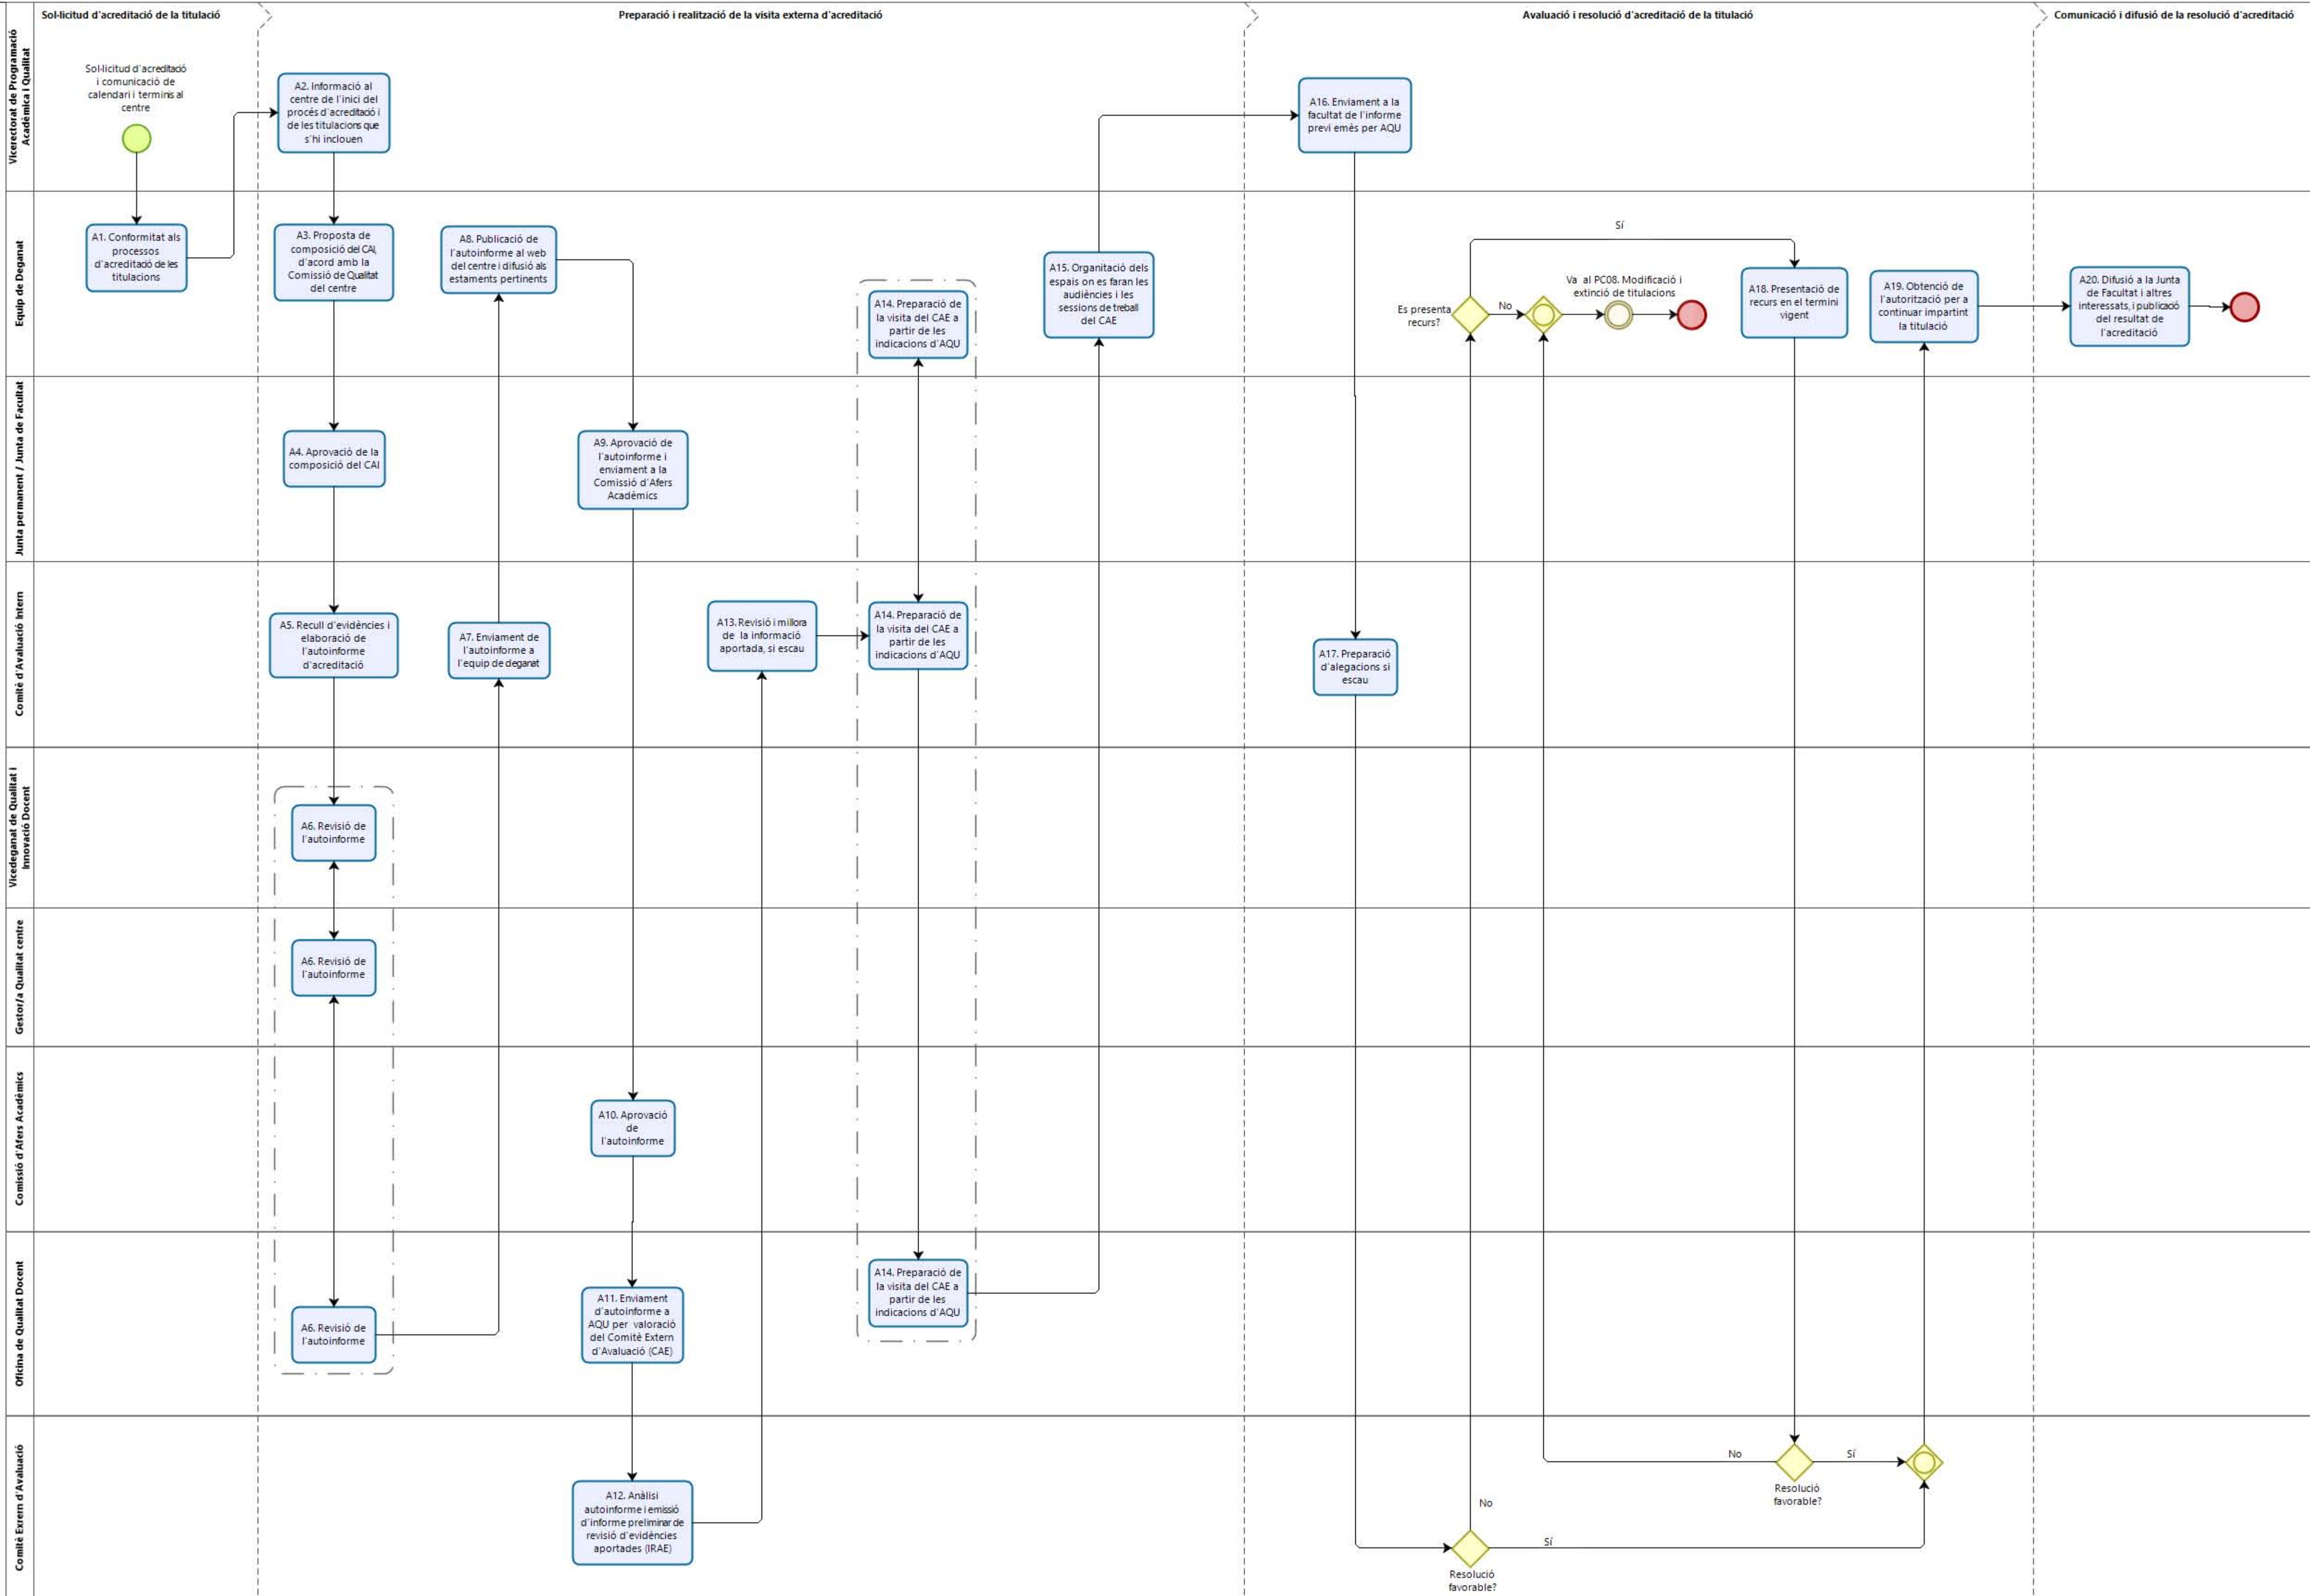 Sol·licitud d'acreditació de la titulació
Preparació i realització de la visita externa d'acreditació
Avaluació i resolució d'acreditació de la titulació
Comunicació i difusió de la resolució d'acreditació
Vicerectorat de Programació
Acadèmica i Qualitat
Sol·licitud d'acreditació
i comunicació de
calendari i terminis al
centre
A2. Informació al
centre de l'inici del
procés d'acreditació i
de les titulacions que
s'hi inclouen
A16. Enviament a la
facultat de l'informe
previ emès per AQU
Equip de Deganat
A1. Conformitat als
processos
d'acreditació de les
titulacions
A3. Proposta de
composició del CAI,
d'acord amb la
Comissió de Qualitat
del centre
A8. Publicació de
l'autoinforme al web
del centre i difusió als
estaments pertinents
A14. Preparació de
la visita del CAE a
partir de les
indicacions d'AQU
A15. Organitació dels
espais on es faran les
audiències i les
sessions de treball
del CAE
Es presenta
recurs?
Sí
No
Va al PC08. Modificació i
extinció de titulacions
A18. Presentació de
recurs en el termini
vigent
A19. Obtenció de
l'autorització per a
continuar impartint
la titulació
A20. Difusió a la Junta
de Facultat i altres
interessats, i publicació
del resultat de
l'acreditació
Junta permanent / Junta de Facultat
A4. Aprovació de la
composició del CAI
A9. Aprovació de
l'autoinforme i
enviament a la
Comissió d'Afers
Acadèmics
Comitè d'Avaluació Intern
A5. Recull d'evidències i
elaboració de
l'autoinforme
d'acreditació
A7. Enviament de
l'autoinforme a
l'equip de deganat
A13. Revisió i millora
de la informació
aportada, si escau
A14. Preparació de
la visita del CAE a
partir de les
indicacions d'AQU
A17. Preparació
d'alegacions si
escau
Vicedeganat de Qualitat i
Innovació Docent
A6. Revisió de
l'autoinforme
Gestor/a Qualitat centre
A6. Revisió de
l'autoinforme
Comissió d'Afers Acadèmics
A10. Aprovació
de
l'autoinforme
Oficina de Qualitat Docent
A6. Revisió de
l'autoinforme
A11. Enviament
d'autoinforme a
AQU per valoració
del Comitè Extern
d'Avaluació (CAE)
A14. Preparació de
la visita del CAE a
partir de les
indicacions d'AQU
Comitè Exrern d'Avaluació
A12. Anàlisi
autoinforme i emissió
d'informe preliminar de
revisió d'evidències
aportades (IRAE)
No
Sí
Resolució
favorable?
No
Sí
Resolució
favorable?